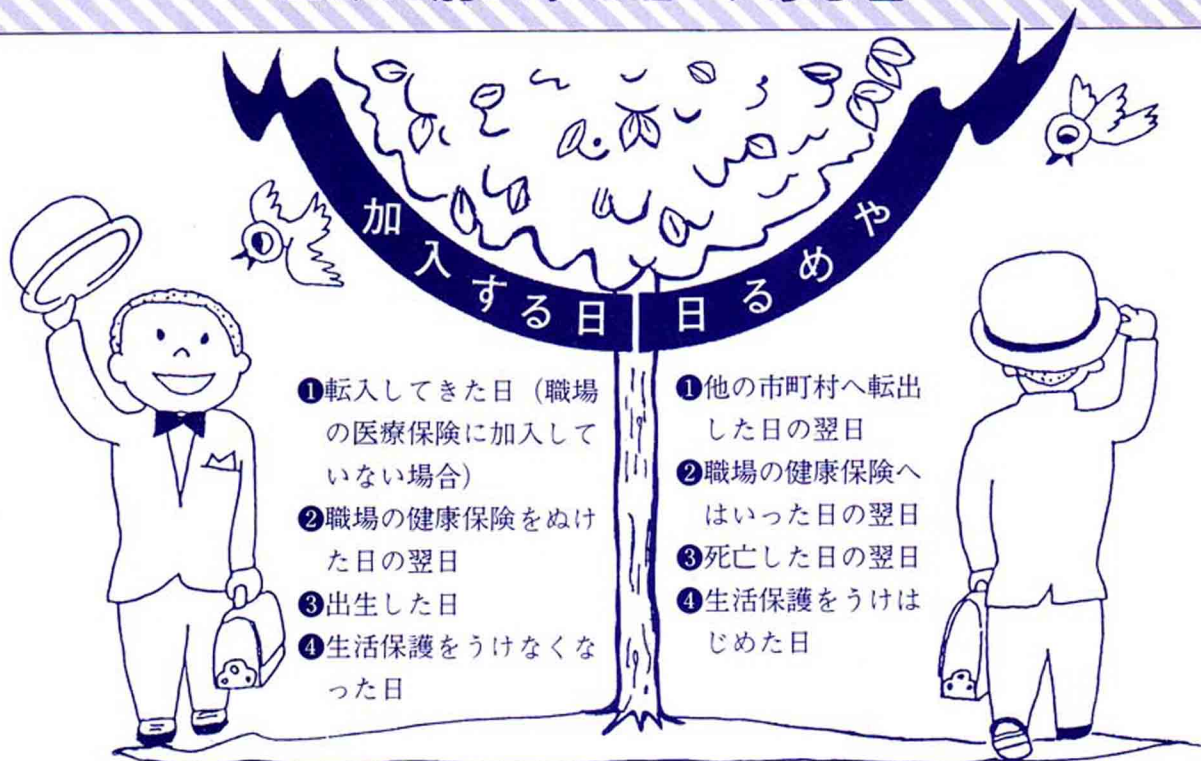 加入する日
❶転入してきた日（職場
の医療保険に加入して
いない場合）
❷職場の健康保険をぬけ
た日の翌日
❸出生した日
❹生活保護をうけなくな
った日
やめる日
❶他の市町村へ転出
した日の翌日
❷職場の健康保険へ
はいった日の翌日
❸死亡した日の翌日
❹生活保護をうけは
じめた日